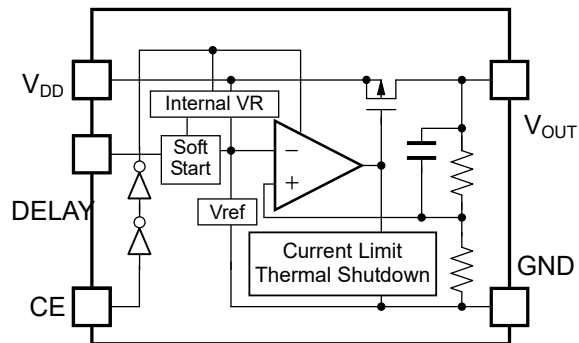 V_DD
Internal VR
V_OUT
Soft
Start
−
+
DELAY
Vref
Current Limit
Thermal Shutdown
GND
CE